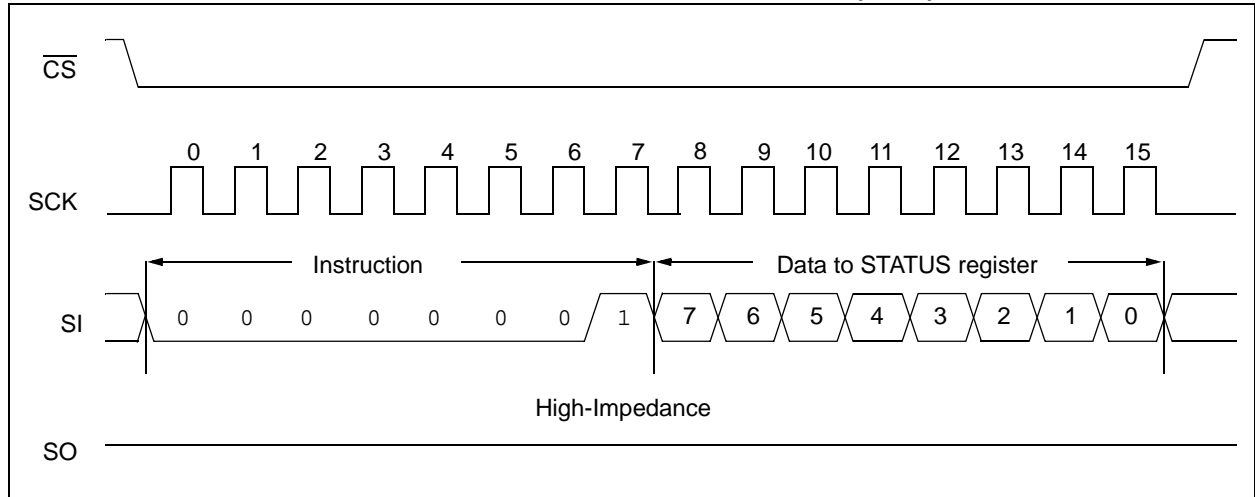 CS
0 1 2 3 4 5 6 7 8 9 10 11 12 13 14 15
SCK
Instruction Data to STATUS register
SI 0 0 0 0 0 0 0 1 7 6 5 4 3 2 1 0
High-Impedance
SO